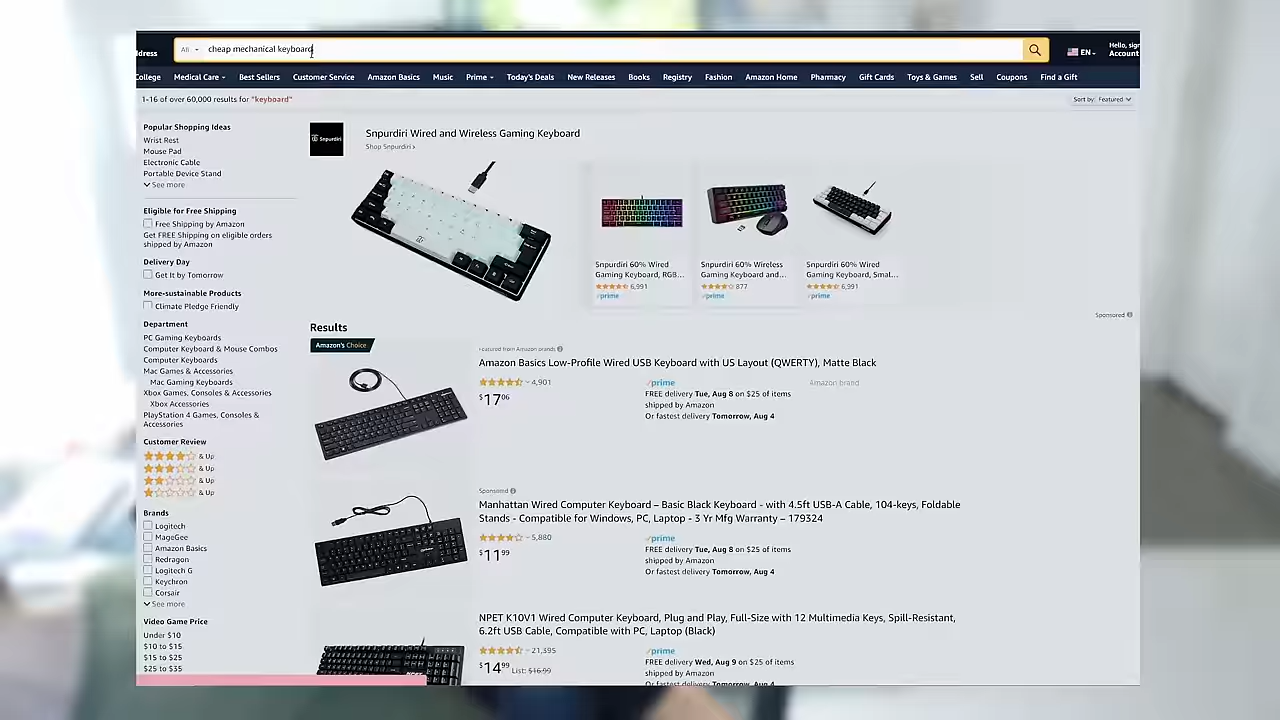 dress
All
cheap mechanical keyboard
EN
Hello, sign
Account
College
Medical Care
Best Sellers
Customer Service
Amazon Basics
Music
Prime
Today's Deals
New Releases
Books
Registry
Fashion
Amazon Home
Pharmacy
Gift Cards
Toys & Games
Sell
Coupons
Find a Gift
1-16 of over 60,000 results for "keyboard"
Sort by: Featured
Popular Shopping Ideas
Wrist Rest
Mouse Pad
Electronic Cable
Portable Device Stand
See more
Eligible for Free Shipping
Free Shipping by Amazon
Get FREE Shipping on eligible orders
shipped by Amazon
Delivery Day
Get It by Tomorrow
More-sustainable Products
Climate Pledge Friendly
Department
PC Gaming Keyboards
Computer Keyboard & Mouse Combos
Computer Keyboards
Mac Games & Accessories
Mac Gaming Keyboards
Xbox Games, Consoles & Accessories
Xbox Accessories
PlayStation 4 Games, Consoles &
Accessories
Customer Review
& Up
& Up
& Up
& Up
Brands
Logitech
MageGee
Amazon Basics
Redragon
Logitech G
Keychron
Corsair
See more
Video Game Price
Under $10
$10 to $15
$15 to $25
$25 to $35
Snpurdiri
Snpurdiri Wired and Wireless Gaming Keyboard
Shop Snpurdiri ›
Snpurdiri 60% Wired
Gaming Keyboard, RGB...
6,991
prime
Snpurdiri 60% Wireless
Gaming Keyboard and...
877
prime
Snpurdiri 60% Wired
Gaming Keyboard, Smal...
6,991
prime
Sponsored
Results
Amazon's Choice
Featured from Amazon brands
Amazon Basics Low-Profile Wired USB Keyboard with US Layout (QWERTY), Matte Black
4,901
$17 06
prime
FREE delivery Tue, Aug 8 on $25 of items
shipped by Amazon
Or fastest delivery Tomorrow, Aug 4
Amazon brand
Sponsored
Manhattan Wired Computer Keyboard – Basic Black Keyboard - with 4.5ft USB-A Cable, 104-keys, Foldable
Stands - Compatible for Windows, PC, Laptop - 3 Yr Mfg Warranty – 179324
5,880
$11 99
prime
FREE delivery Tue, Aug 8 on $25 of items
shipped by Amazon
Or fastest delivery Tomorrow, Aug 4
NPET K10V1 Wired Computer Keyboard, Plug and Play, Full-Size with 12 Multimedia Keys, Spill-Resistant,
6.2ft USB Cable, Compatible with PC, Laptop (Black)
21,395
$14 99 List: $16.99
prime
FREE delivery Wed, Aug 9 on $25 of items
shipped by Amazon
Or fastest delivery Tomorrow, Aug 4